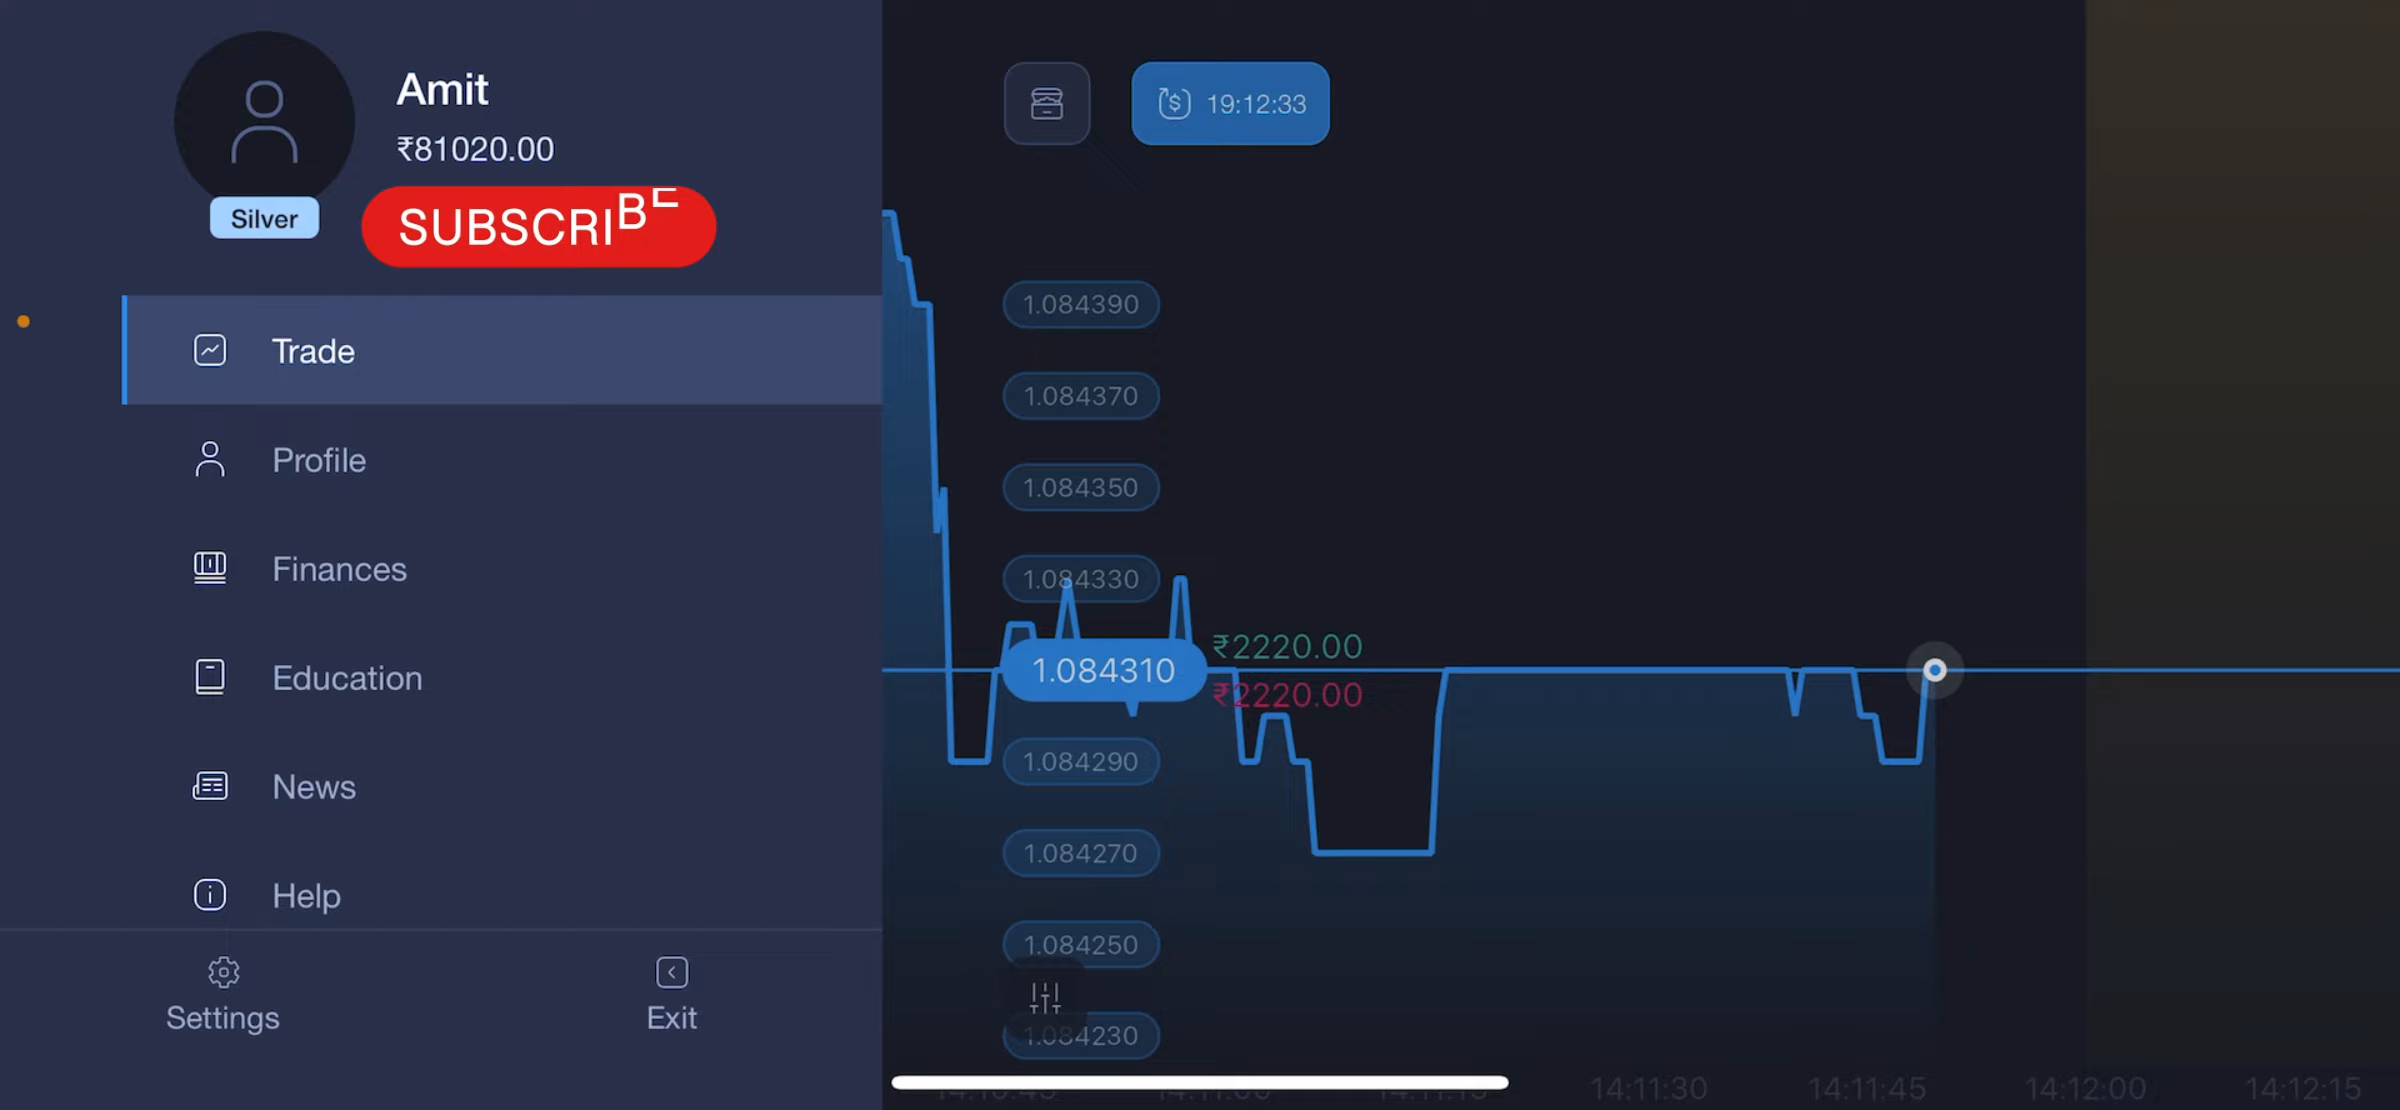 Amit
₹81020.00
Silver
SUBSCRIBE
Trade
Profile
Finances
Education
News
Help
Settings
Exit
19:12:33
1.084390
1.084370
1.084350
1.084330
₹2220.00
1.084310
₹2220.00
1.084290
1.084270
1.084250
1.084230
14:11:30
14:11:45
14:12:00
14:12:15